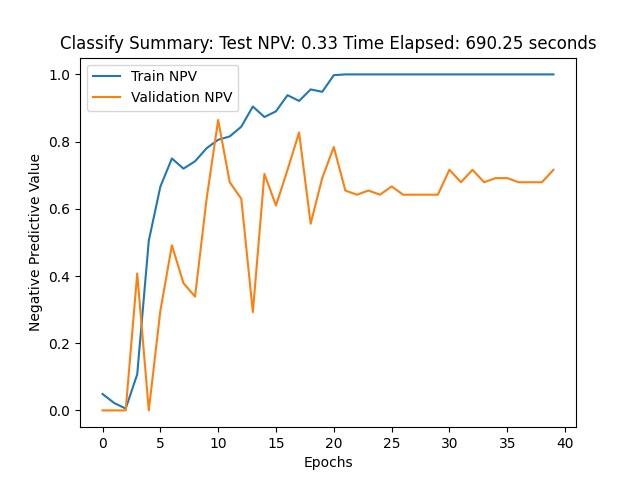 Classify Summary: Test NPV: 0.33 Time Elapsed: 690.25 seconds
Train NPV
Validation NPV
Negative Predictive Value
1.0
0.8
0.6
0.4
0.2
0.0
0 5 10 15 20 25 30 35 40
Epochs